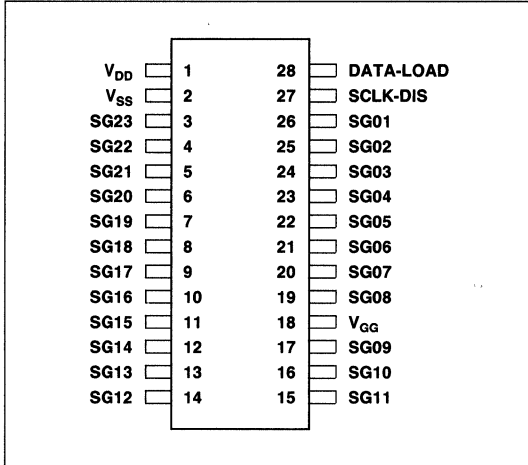 VDD 1 28 DATA-LOAD
VSS 2 27 SCLK-DIS
SG23 3 26 SG01
SG22 4 25 SG02
SG21 5 24 SG03
SG20 6 23 SG04
SG19 7 22 SG05
SG18 8 21 SG06
SG17 9 20 SG07
SG16 10 19 SG08
SG15 11 18 VGG
SG14 12 17 SG09
SG13 13 16 SG10
SG12 14 15 SG11